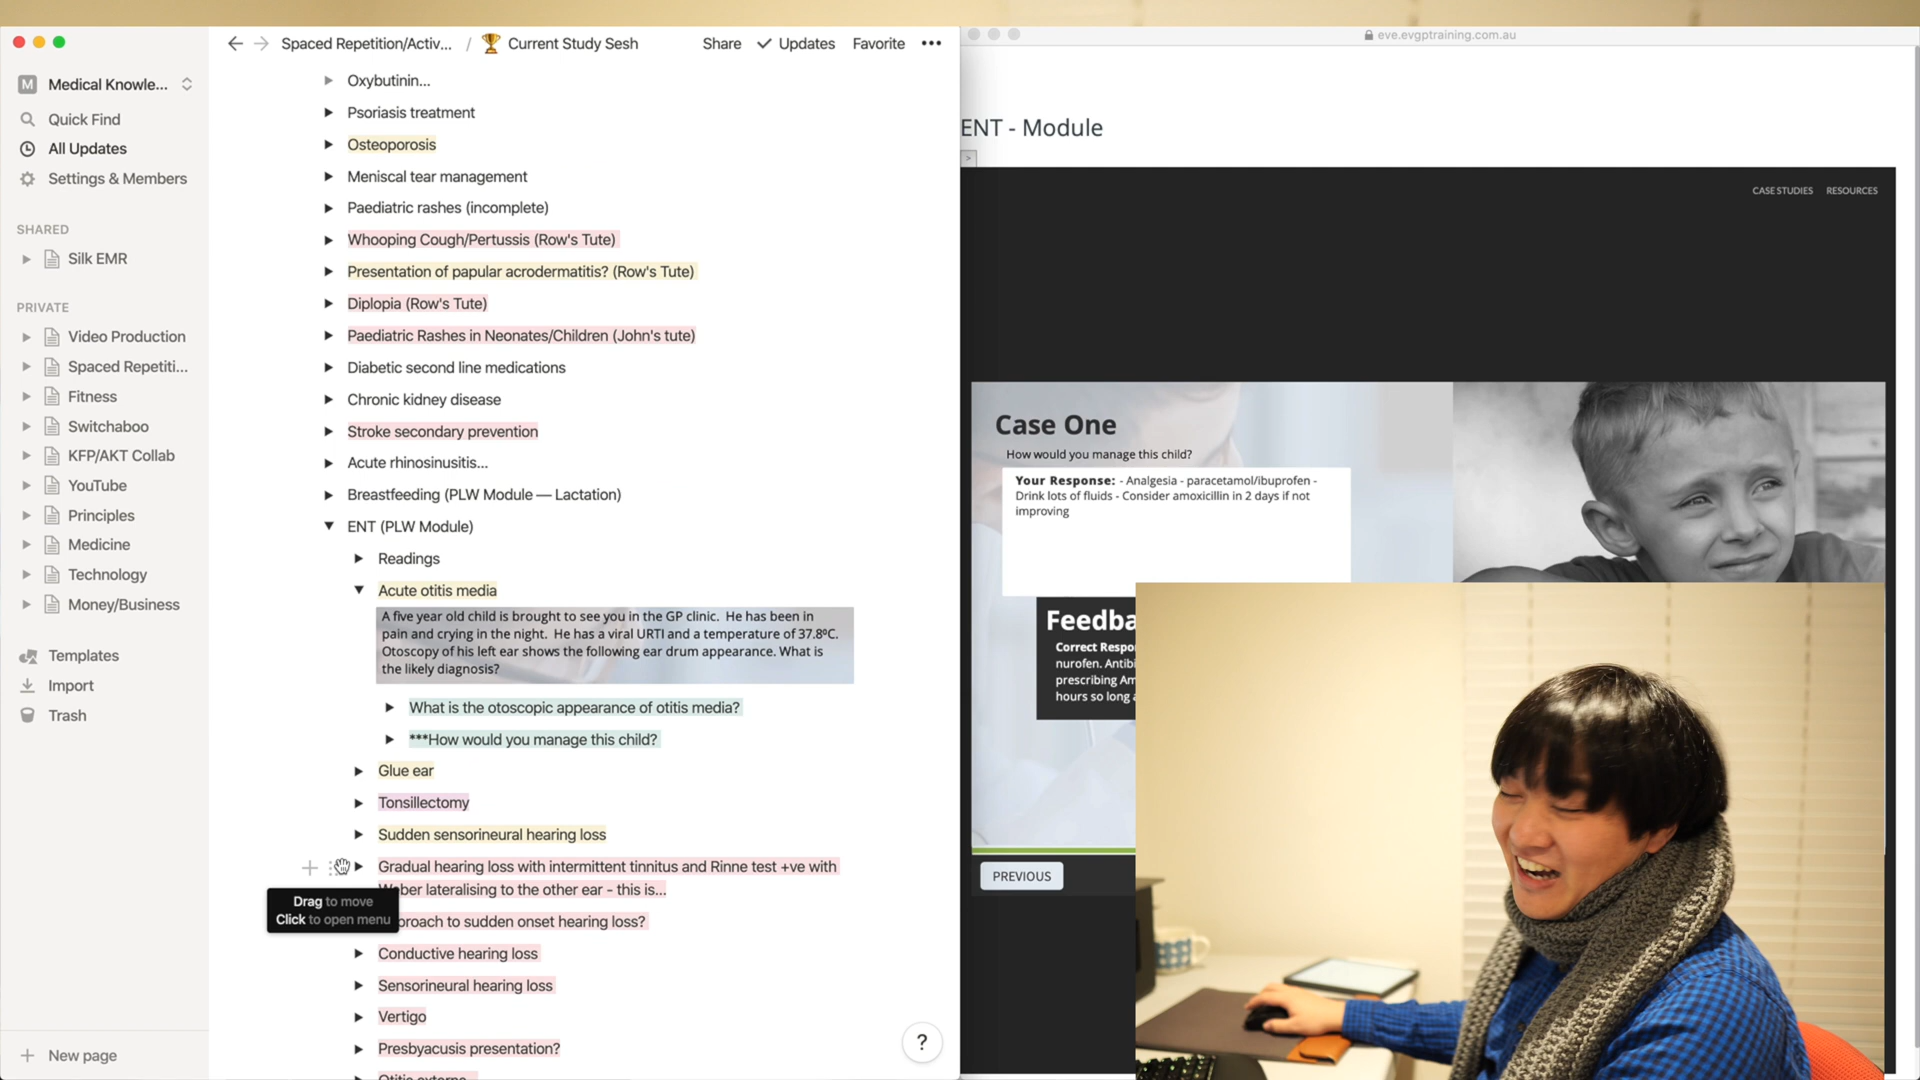 Spaced Repetition/Activ... / Current Study Sesh
Share Updates Favorite
M Medical Knowle...
Quick Find
All Updates
Settings & Members
SHARED
Silk EMR
PRIVATE
Video Production
Spaced Repetiti...
Fitness
Switchaboo
KFP/AKT Collab
YouTube
Principles
Medicine
Technology
Money/Business
Templates
Import
Trash
New page
Oxybutinin...
Psoriasis treatment
Osteoporosis
Meniscal tear management
Paediatric rashes (incomplete)
Whooping Cough/Pertussis (Row's Tute)
Presentation of papular acrodermatitis? (Row's Tute)
Diplopia (Row's Tute)
Paediatric Rashes in Neonates/Children (John's tute)
Diabetic second line medications
Chronic kidney disease
Stroke secondary prevention
Acute rhinosinusitis...
Breastfeeding (PLW Module — Lactation)
ENT (PLW Module)
Readings
Acute otitis media
A five year old child is brought to see you in the GP clinic. He has been in
pain and crying in the night. He has a viral URTI and a temperature of 37.8ºC.
Otoscopy of his left ear shows the following ear drum appearance. What is
the likely diagnosis?
What is the otoscopic appearance of otitis media?
***How would you manage this child?
Glue ear
Tonsillectomy
Sudden sensorineural hearing loss
Gradual hearing loss with intermittent tinnitus and Rinne test +ve with
Weber lateralising to the other ear - this is...
Drag to move
Click to open menu
proach to sudden onset hearing loss?
Conductive hearing loss
Sensorineural hearing loss
Vertigo
Presbyacusis presentation?
?
eve.evgptraining.com.au
ENT - Module
>
CASE STUDIES RESOURCES
Case One
How would you manage this child?
Your Response: - Analgesia - paracetamol/ibuprofen -
Drink lots of fluids - Consider amoxicillin in 2 days if not
improving
Feedba
Correct Respo
nurofen. Antibi
prescribing Am
hours so long a
PREVIOUS